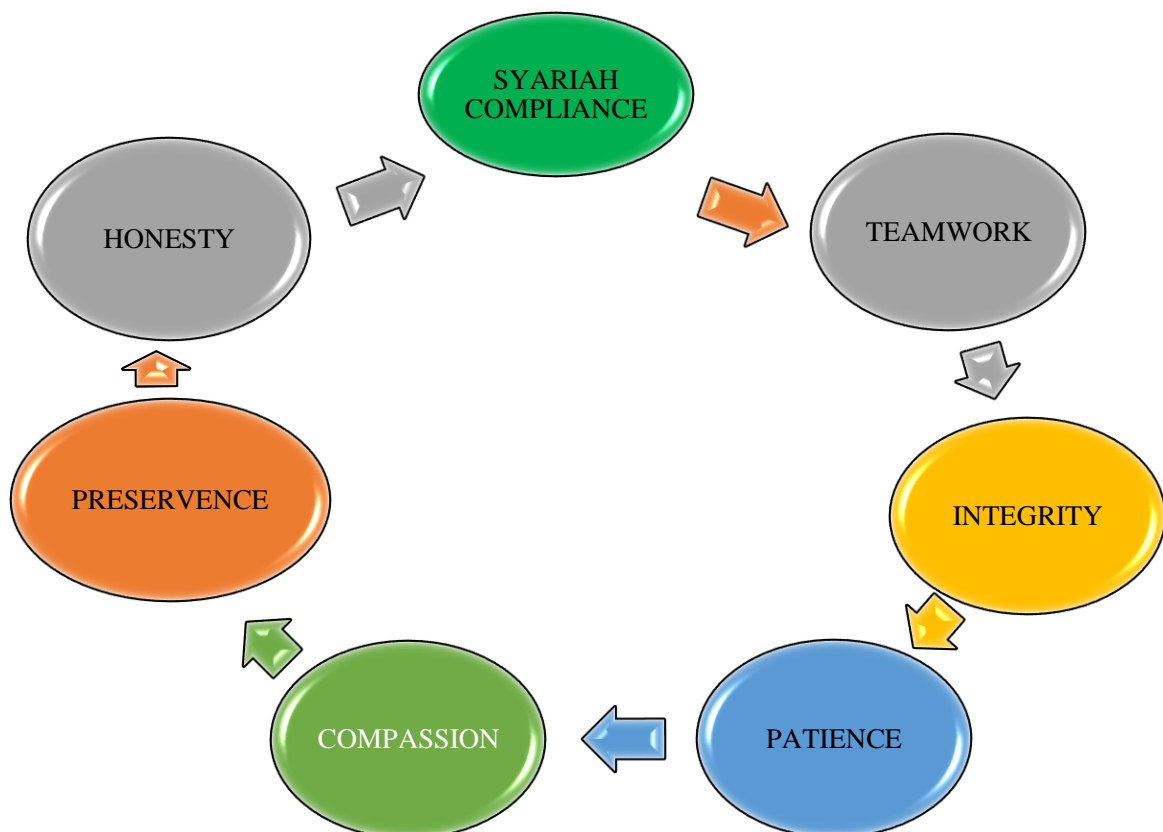 SYARIAH
COMPLIANCE
TEAMWORK
INTEGRITY
PATIENCE
COMPASSION
PRESERVENCE
HONESTY